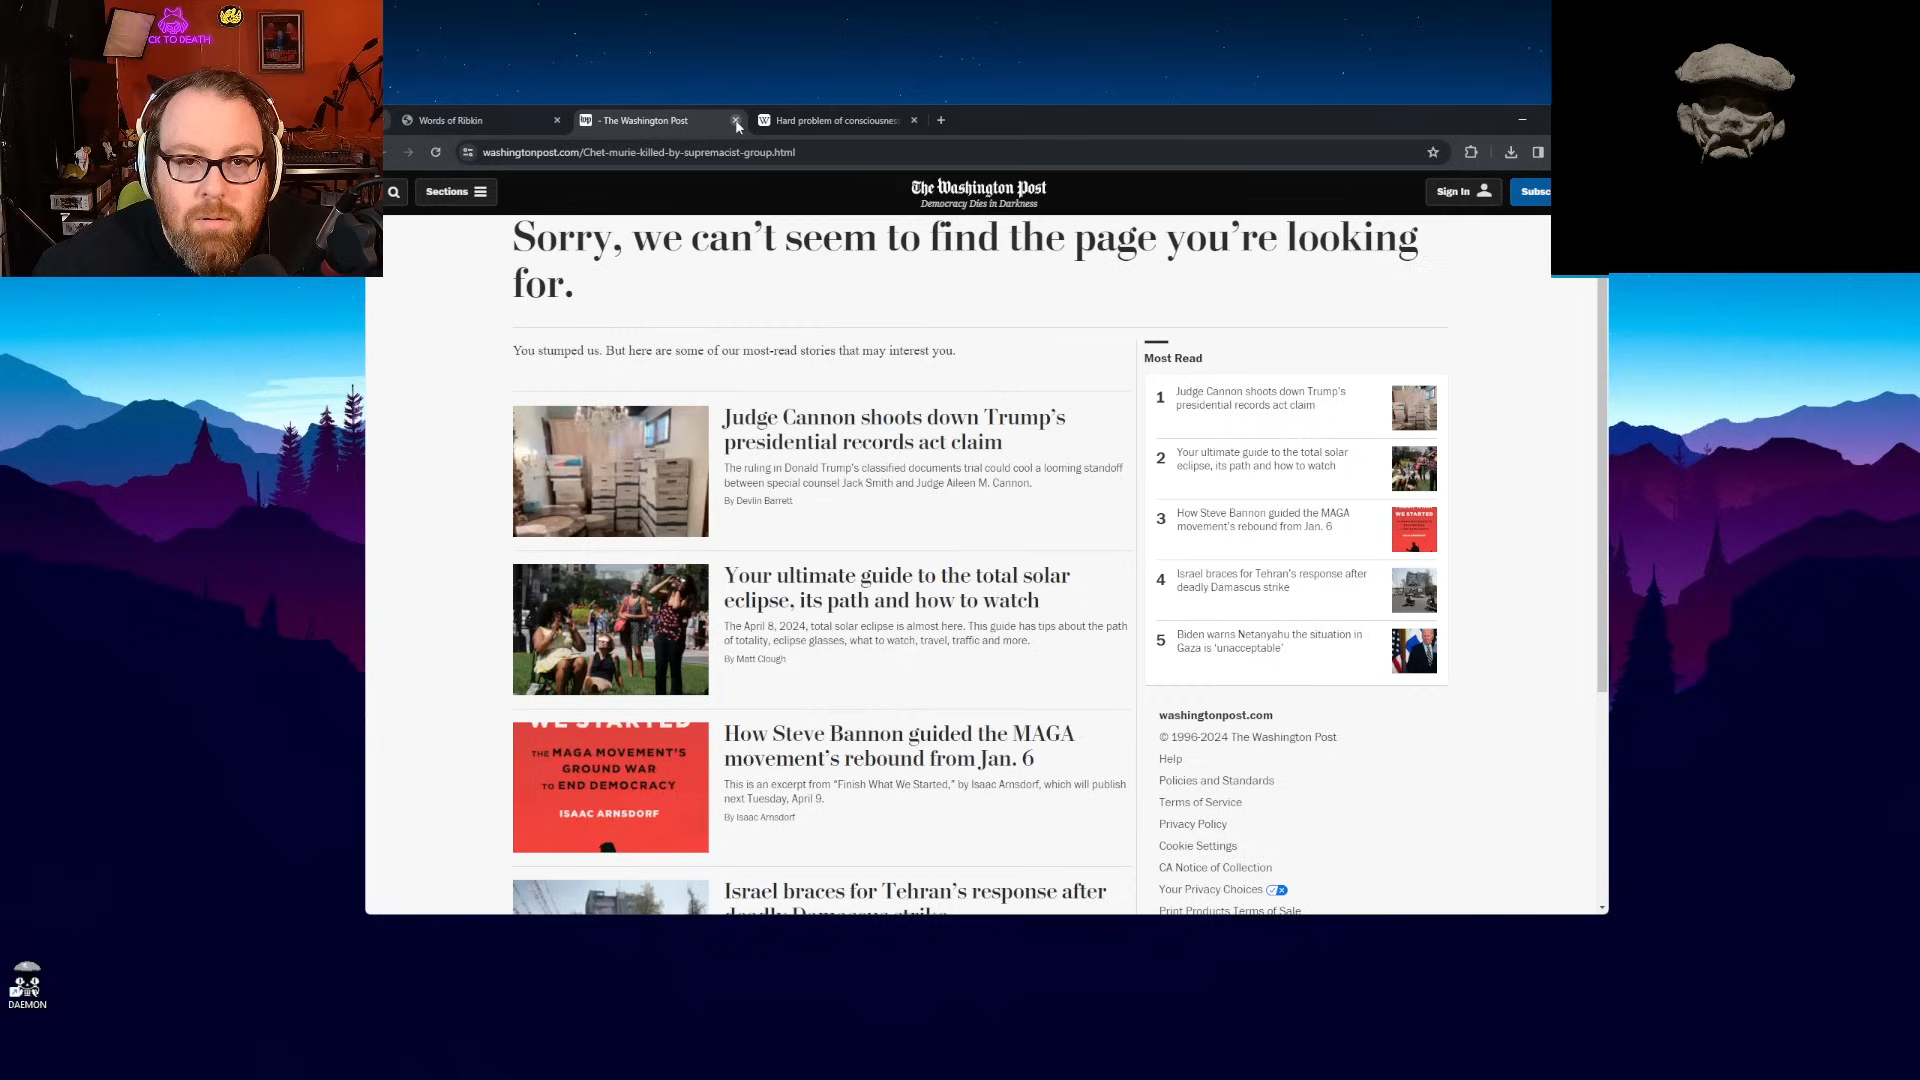 CK TO DEATH
Words of Ribkin
- The Washington Post
Hard problem of consciousnes
washingtonpost.com/Chet-murie-killed-by-supremacist-group.html
Sections
The Washington Post
Democracy Dies in Darkness
Sign In
Subsc
Sorry, we can't seem to find the page you're looking
for.
You stumped us. But here are some of our most-read stories that may interest you.
Judge Cannon shoots down Trump's
presidential records act claim
The ruling in Donald Trump's classified documents trial could cool a looming standoff
between special counsel Jack Smith and Judge Aileen M. Cannon.
By Devlin Barrett
Your ultimate guide to the total solar
eclipse, its path and how to watch
The April 8, 2024, total solar eclipse is almost here. This guide has tips about the path
of totality, eclipse glasses, what to watch, travel, traffic and more.
By Matt Clough
WE STARTED
THE MAGA MOVEMENT'S
GROUND WAR
TO END DEMOCRACY
ISAAC ARNSDORF
How Steve Bannon guided the MAGA
movement's rebound from Jan. 6
This is an excerpt from "Finish What We Started," by Isaac Arnsdorf, which will publish
next Tuesday, April 9.
By Isaac Arnsdorf
Israel braces for Tehran's response after
deadly Damascus strike
Most Read
1
Judge Cannon shoots down Trump's
presidential records act claim
2
Your ultimate guide to the total solar
eclipse, its path and how to watch
3
How Steve Bannon guided the MAGA
movement's rebound from Jan. 6
WE STARTED
4
Israel braces for Tehran's response after
deadly Damascus strike
5
Biden warns Netanyahu the situation in
Gaza is 'unacceptable'
washingtonpost.com
© 1996-2024 The Washington Post
Help
Policies and Standards
Terms of Service
Privacy Policy
Cookie Settings
CA Notice of Collection
Your Privacy Choices
Print Products Terms of Sale
DAEMON